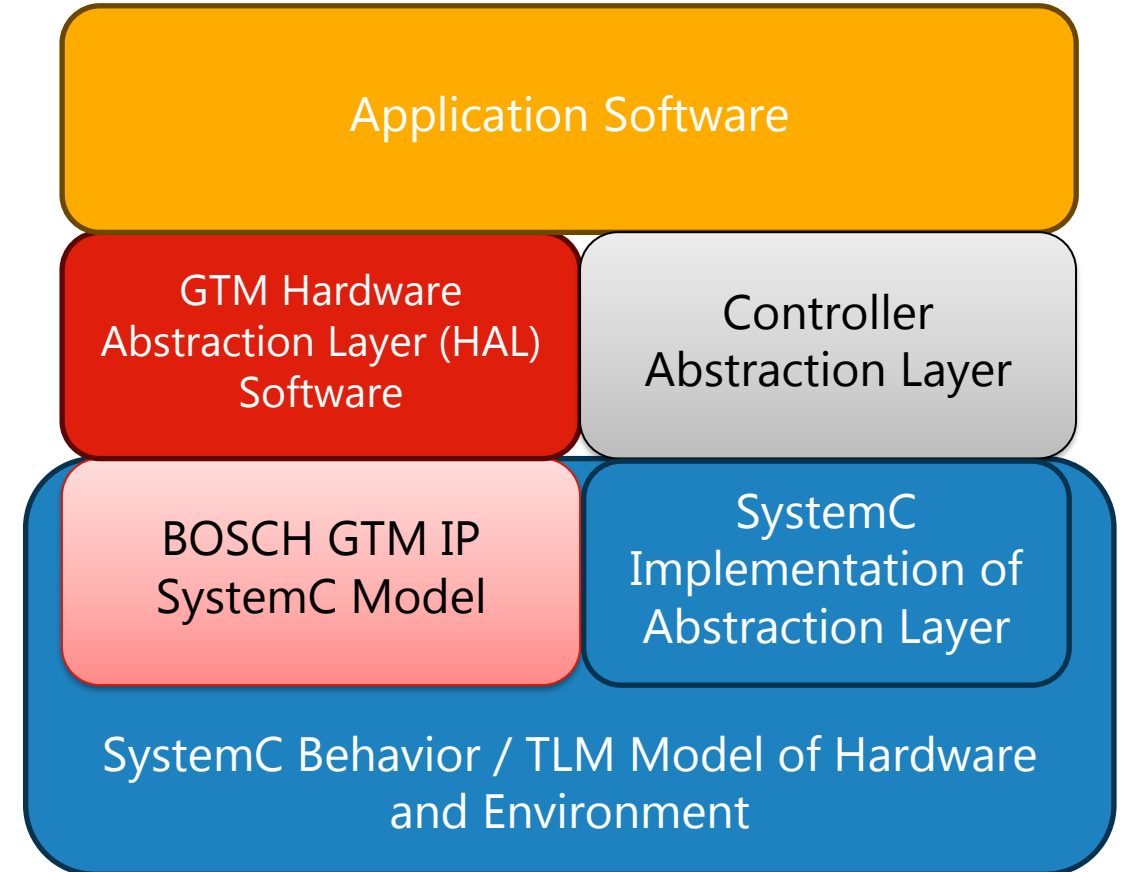 Application Software
GTM Hardware
Abstraction Layer (HAL)
Software
Controller
Abstraction Layer
BOSCH GTM IP
SystemC Model
SystemC
Implementation of
Abstraction Layer
SystemC Behavior / TLM Model of Hardware
and Environment